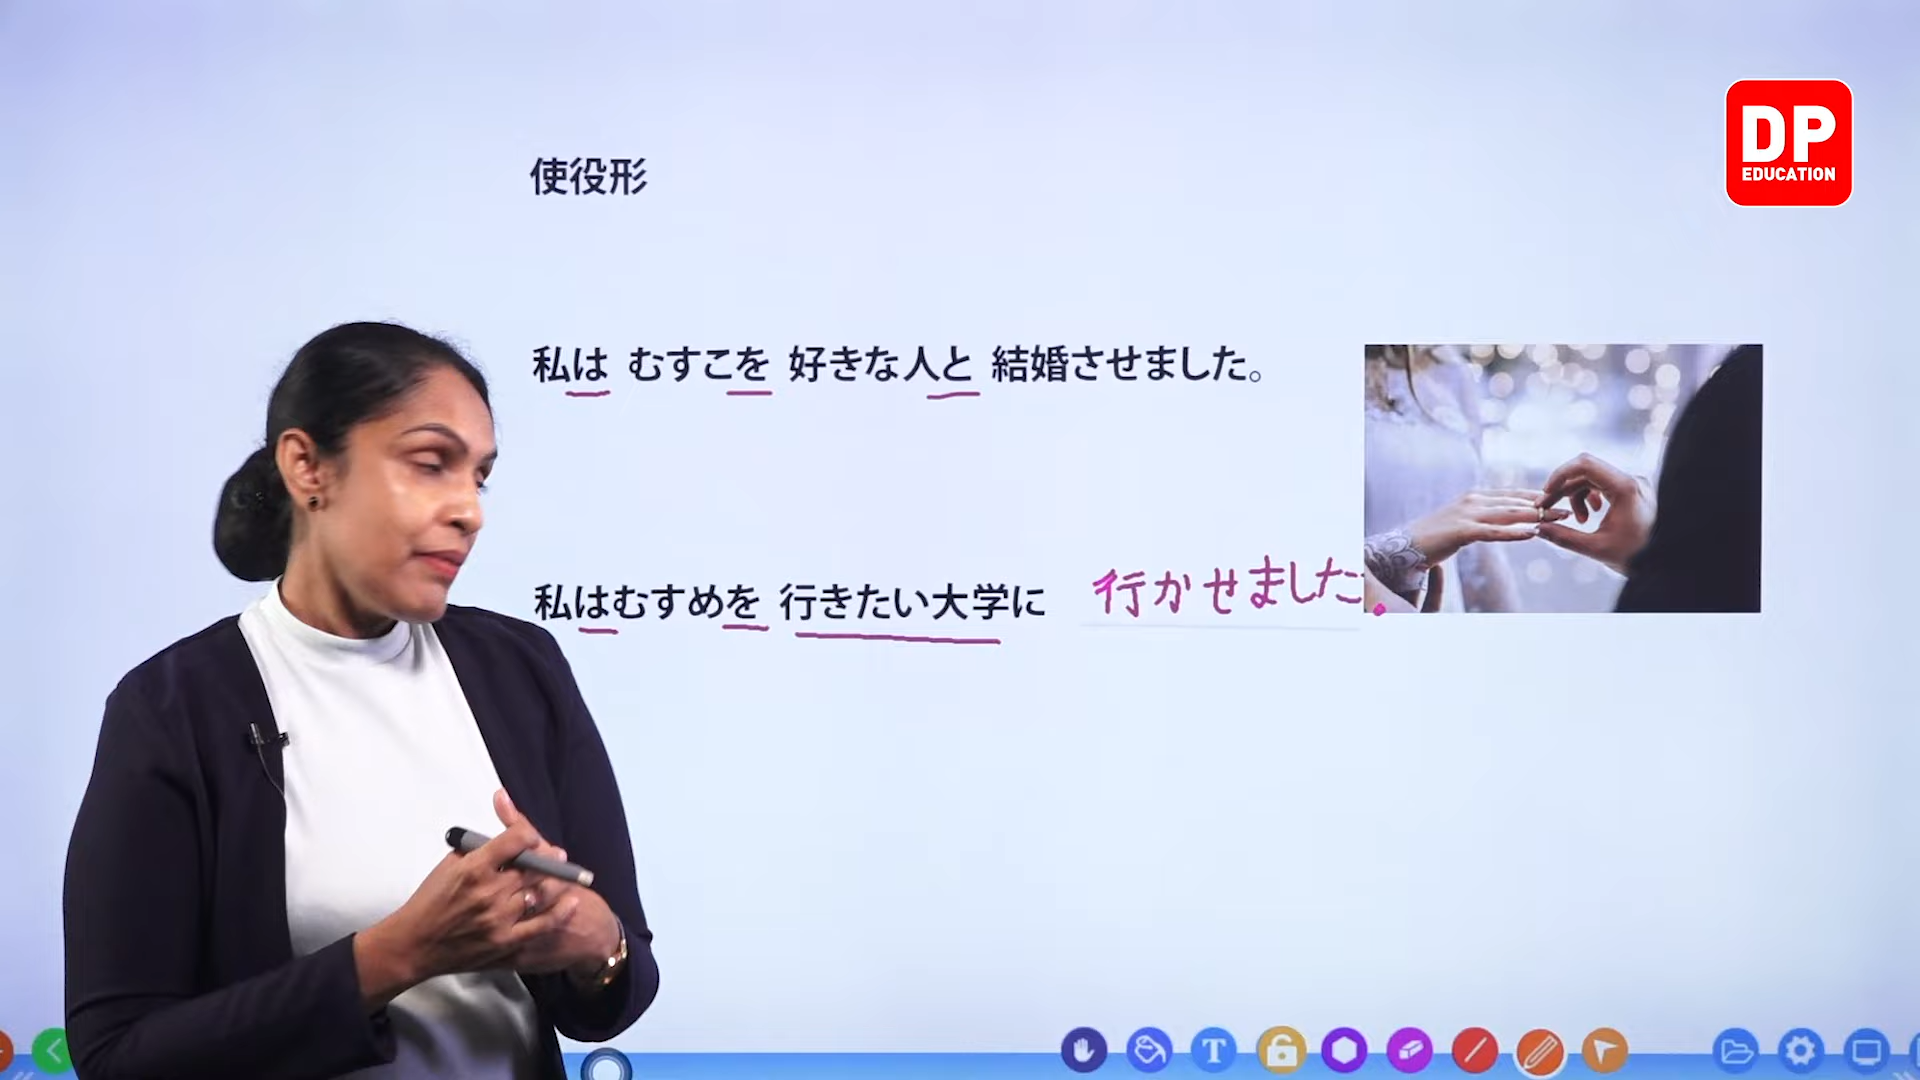 DP
EDUCATION
使役形
私は むすこを 好きな人と 結婚させました。
私はむすめを 行きたい大学に 行かせました。
T